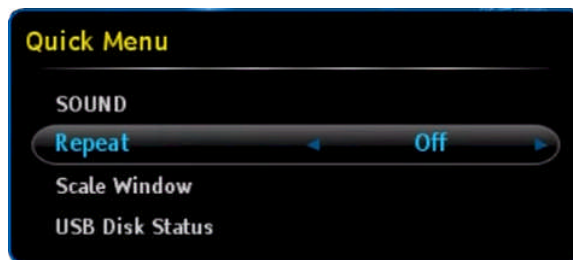 Quick Menu
SOUND
Repeat Off
Scale Window
USB Disk Status